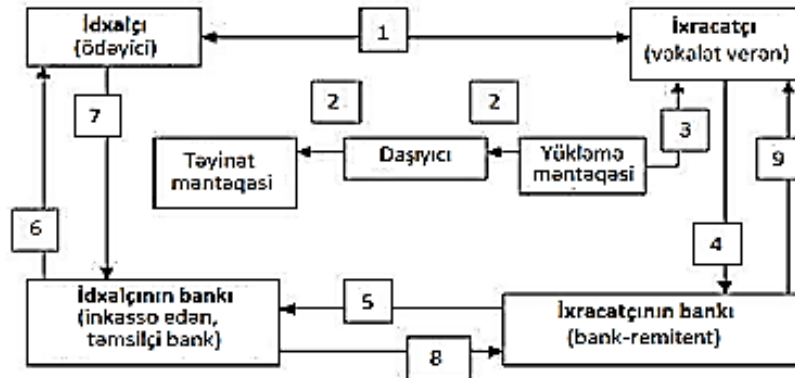 İdxalçı
(ödəyici)
1
İxracatçı
(vəkalət verən)
7
2
2
3
9
Təyinat
məntəqəsi
Daşıyıcı
Yükləmə
məntəqəsi
6
4
İdxalçının bankı
(inkasso edən,
təmsilçi bank)
5
İxracatçının bankı
(bank-remitent)
8